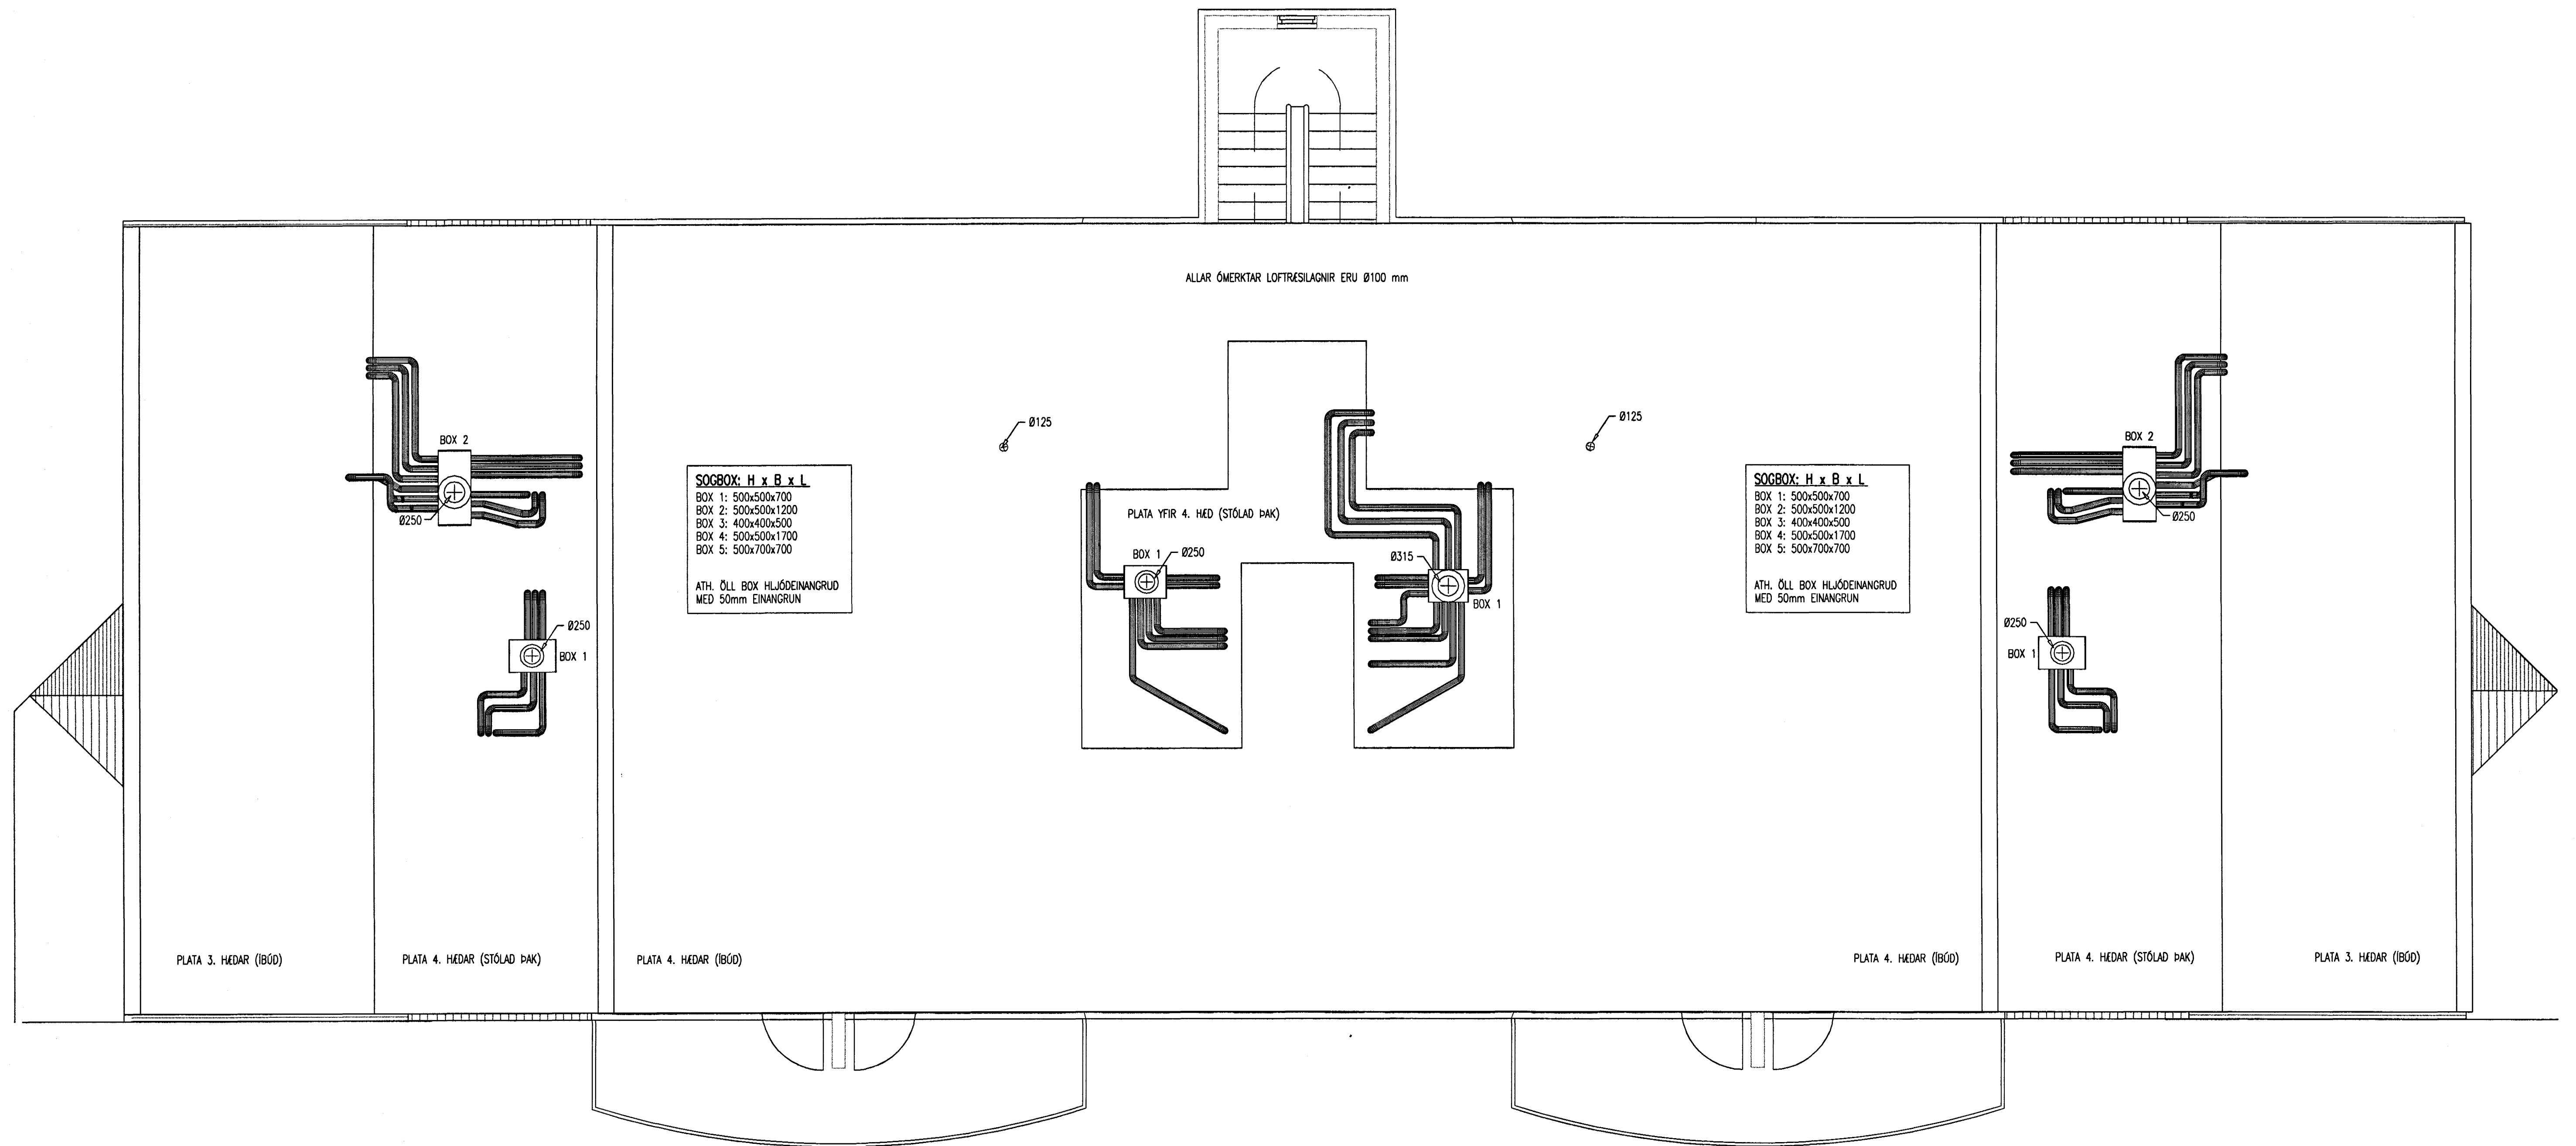 ALLAR ÓMERKTAR LOFTRÆSILAGNIR ERU Ø100 mm
Ø125
Ø125
BOX 2
Ø250
BOX 2
Ø250
SOGBOX: H x B x L
BOX 1: 500x500x700
BOX 2: 500x500x1200
BOX 3: 400x400x500
BOX 4: 500x500x1700
BOX 5: 500x700x700
ATH. ÖLL BOX HLJÓÐEINANGRUÐ
MEÐ 50mm EINANGRUN
PLATA YFIR 4. HÆÐ (STÓLAÐ ÞAK)
BOX 1
Ø250
Ø315
BOX 1
SOGBOX: H x B x L
BOX 1: 500x500x700
BOX 2: 500x500x1200
BOX 3: 400x400x500
BOX 4: 500x500x1700
BOX 5: 500x700x700
ATH. ÖLL BOX HLJÓÐEINANGRUÐ
MEÐ 50mm EINANGRUN
Ø250
BOX 1
Ø250
BOX 1
PLATA 3. HÆÐAR (ÍBÚÐ)
PLATA 4. HÆÐAR (STÓLAÐ ÞAK)
PLATA 4. HÆÐAR (ÍBÚÐ)
PLATA 4. HÆÐAR (ÍBÚÐ)
PLATA 4. HÆÐAR (STÓLAÐ ÞAK)
PLATA 3. HÆÐAR (ÍBÚÐ)